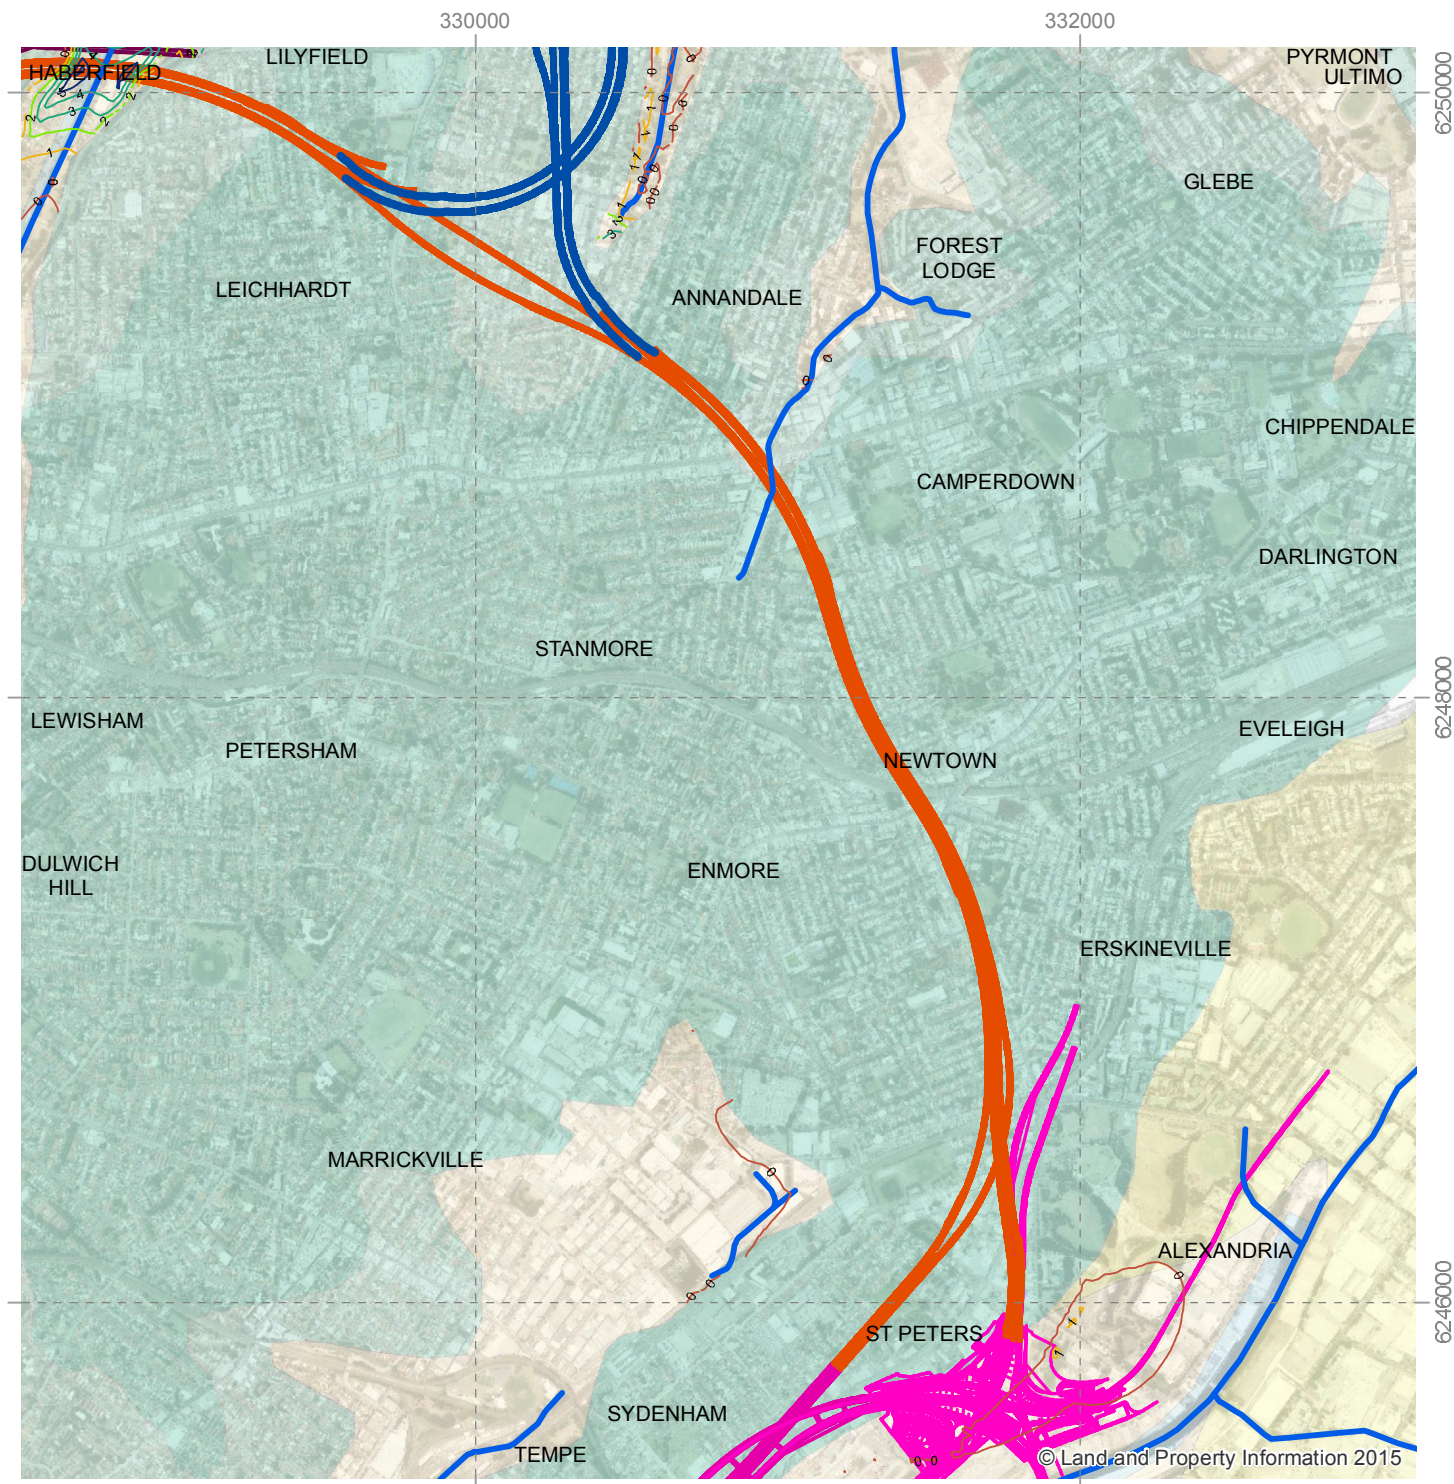 330000
332000
LILYFIELD
PYRMONT
ULTIMO
HABERFIELD
6250000
GLEBE
FOREST
LODGE
LEICHHARDT
ANNANDALE
CHIPPENDALE
CAMPERDOWN
DARLINGTON
STANMORE
6248000
LEWISHAM
EVELEIGH
PETERSHAM
NEWTOWN
DULWICH
HILL
ENMORE
ERSKINEVILLE
MARRICKVILLE
ALEXANDRIA
6246000
ST PETERS
SYDENHAM
TEMPE
© Land and Property Information 2015